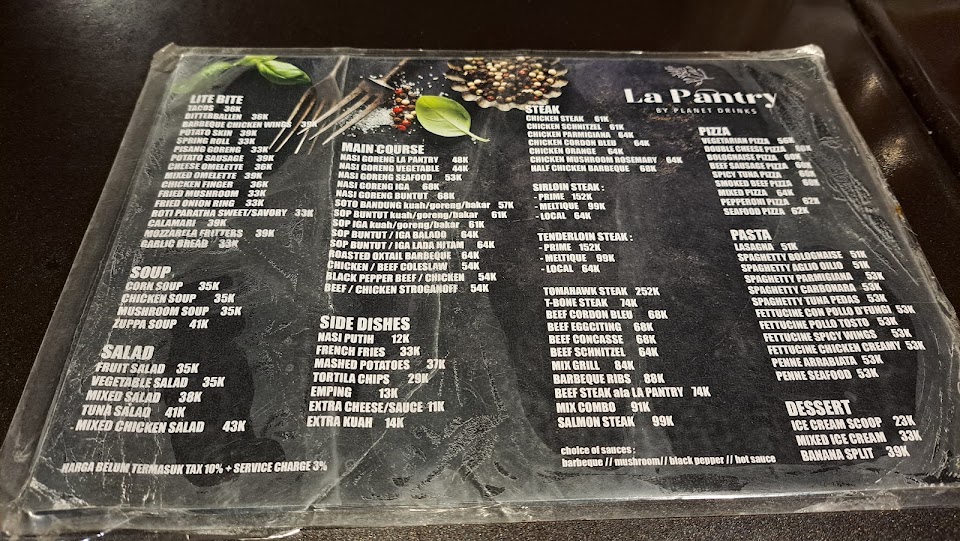 La Pantry
BY PLANET DRINKS
LITE BITE
TACOS 36K
BITTERBALLEN 36K
BARBEQUE CHICKEN WINGS 39K
POTATO SKIN 39K
SPRING ROLL 33K
PISANG GORENG 33K
POTATO SAUSAGE 39K
CHEESE OMELETTE 36K
MIXED OMELETTE 39K
CHICKEN FINGER 36K
FRIED MUSHROOM 33K
FRIED ONION RING 33K
ROTI PARATHA SWEET/SAVORY 33K
CALAMARI 39K
MOZZARELA FRITTERS 39K
GARLIC BREAD 33K
SOUP
CORN SOUP 35K
CHICKEN SOUP 35K
MUSHROOM SOUP 35K
ZUPPA SOUP 41K
SALAD
FRUIT SALAD 35K
VEGETABLE SALAD 35K
MIXED SALAD 38K
TUNA SALAD 41K
MIXED CHICKEN SALAD 43K
MAIN COURSE
NASI GORENG LA PANTRY 48K
NASI GORENG VEGETABLE 44K
NASI GORENG SEAFOOD 53K
NASI GORENG IGA 68K
NASI GORENG BUNTUT 68K
SOTO BANDUNG kuah/goreng/bakar 57K
SOP BUNTUT kuah/goreng/bakar 61K
SOP IGA kuah/goreng/bakar 61K
SOP BUNTUT / IGA BALADO 64K
SOP BUNTUT / IGA LADA HITAM 64K
ROASTED OXTAIL BARBEQUE 64K
CHICKEN / BEEF COLESLAW 54K
BLACK PEPPER BEEF / CHICKEN 54K
BEEF / CHICKEN STROGANOFF 54K
SIDE DISHES
NASI PUTIH 12K
FRENCH FRIES 33K
MASHED POTATOES 37K
TORTILA CHIPS 29K
EMPING 13K
EXTRA CHEESE/SAUCE 11K
EXTRA KUAH 14K
STEAK
CHICKEN STEAK 61K
CHICKEN SCHNITZEL 61K
CHICKEN PARMIGIANA 64K
CHICKEN CORDON BLEU 64K
CHICKEN ORANGE 64K
CHICKEN MUSHROOM ROSEMARY 64K
HALF CHICKEN BARBEQUE 68K
SIRLOIN STEAK :
- PRIME 152K
- MELTIQUE 99K
- LOCAL 64K
TENDERLOIN STEAK :
- PRIME 152K
- MELTIQUE 99K
- LOCAL 64K
TOMAHAWK STEAK 252K
T-BONE STEAK 74K
BEEF CORDON BLEU 68K
BEEF EGGCITING 68K
BEEF CONCASSE 68K
BEEF SCHNITZEL 64K
MIX GRILL 84K
BARBEQUE RIBS 88K
BEEF STEAK ala LA PANTRY 74K
MIX COMBO 91K
SALMON STEAK 99K
choice of sauces :
barbeque // mushroom// black pepper // hot sauce
PIZZA
VEGETARIAN PIZZA
DOUBLE CHEESE PIZZA 60K
BOLOGNAISE PIZZA 60K
BEEF SAUSAGE PIZZA 60K
SPICY TUNA PIZZA 60K
SMOKED BEEF PIZZA 60K
MIXED PIZZA 64K
PEPPERONI PIZZA 62K
SEAFOOD PIZZA 62K
PASTA
LASAGNA 51K
SPAGHETTY BOLOGNAISE 51K
SPAGHETTY AGLIO OILIO 51K
SPAGHETTY PARMIGIANA 53K
SPAGHETTY CARBONARA 53K
SPAGHETTY TUNA PEDAS 53K
FETTUCINE CON POLLO D'FUNGI 53K
FETTUCINE POLLO TOSTO 53K
FETTUCINE SPICY WINGS 53K
FETTUCINE CHICKEN CREAMY 53K
PENNE ARRABIATA 53K
PENNE SEAFOOD 53K
DESSERT
ICE CREAM SCOOP 23K
MIXED ICE CREAM 33K
BANANA SPLIT 39K
HARGA BELUM TERMASUK TAX 10% + SERVICE CHARGE 3%